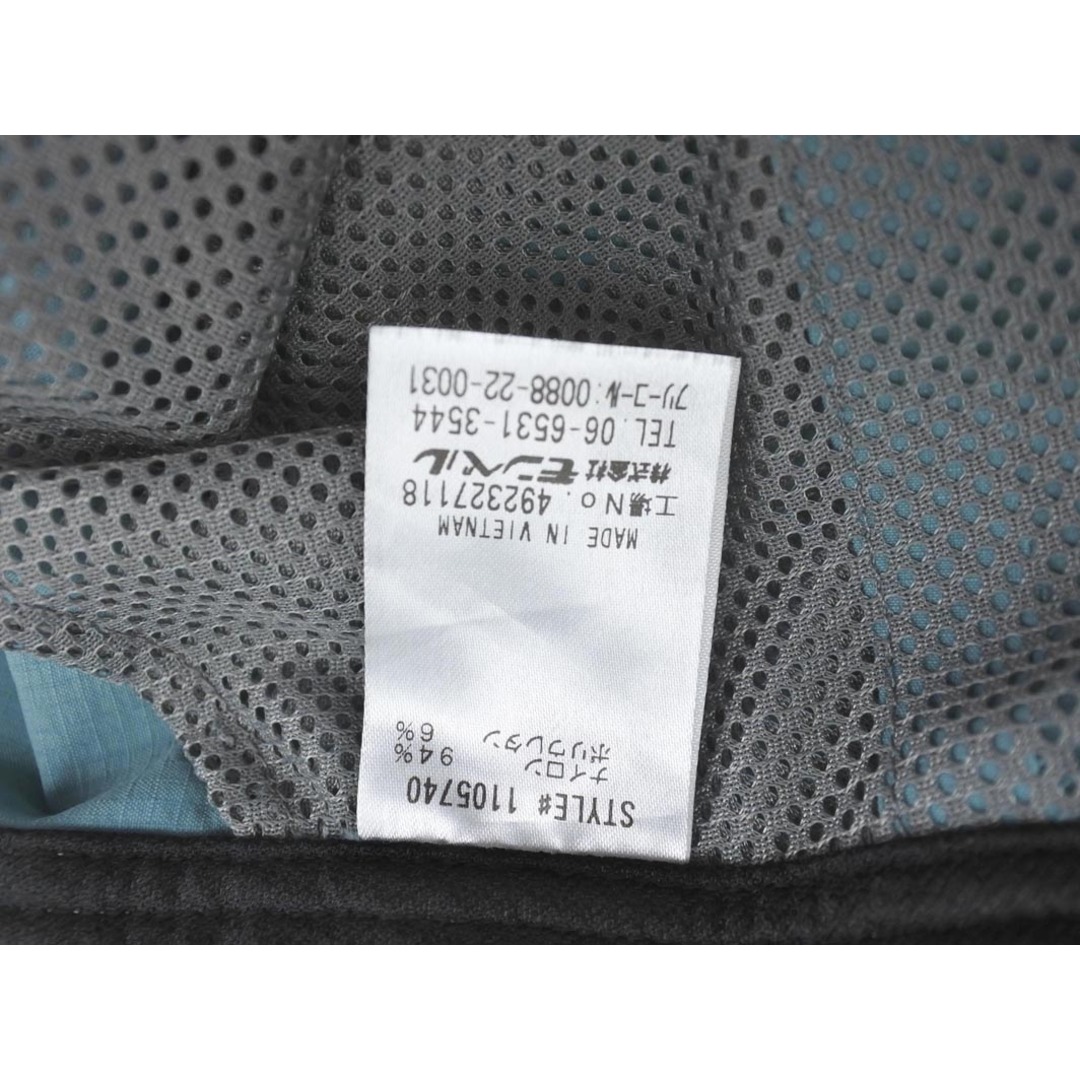 STYLE# 1105740
ナイロン 94%
ポリウレタン 6%
MADE IN VIETNAM
工場No. 492327118
株式会社 モンベル
TEL. 06-6531-3544
フリーコール: 0088-22-0031